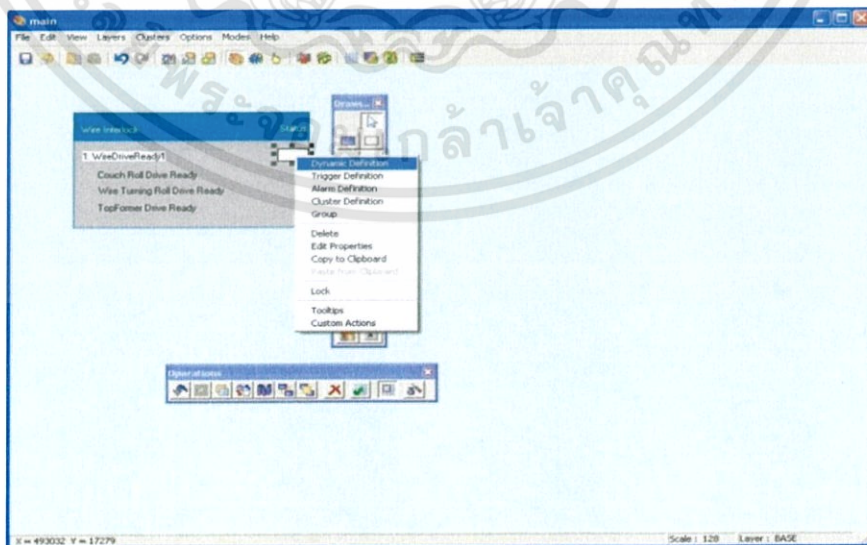 main
File Edit View Layers Clusters Options Modes Help
Draws...
Wire Interlock Status
1. WireDriveReady1
Couch Roll Drive Ready
Wire Turning Roll Drive Ready
TopFormer Drive Ready
Dynamic Definition
Trigger Definition
Alarm Definition
Cluster Definition
Group
Delete
Edit Properties
Copy to Clipboard
Paste from Clipboard
Lock
Tooltips
Custom Actions
Operations
X = 493032 Y = 17279 Scale : 128 Layer : BASE